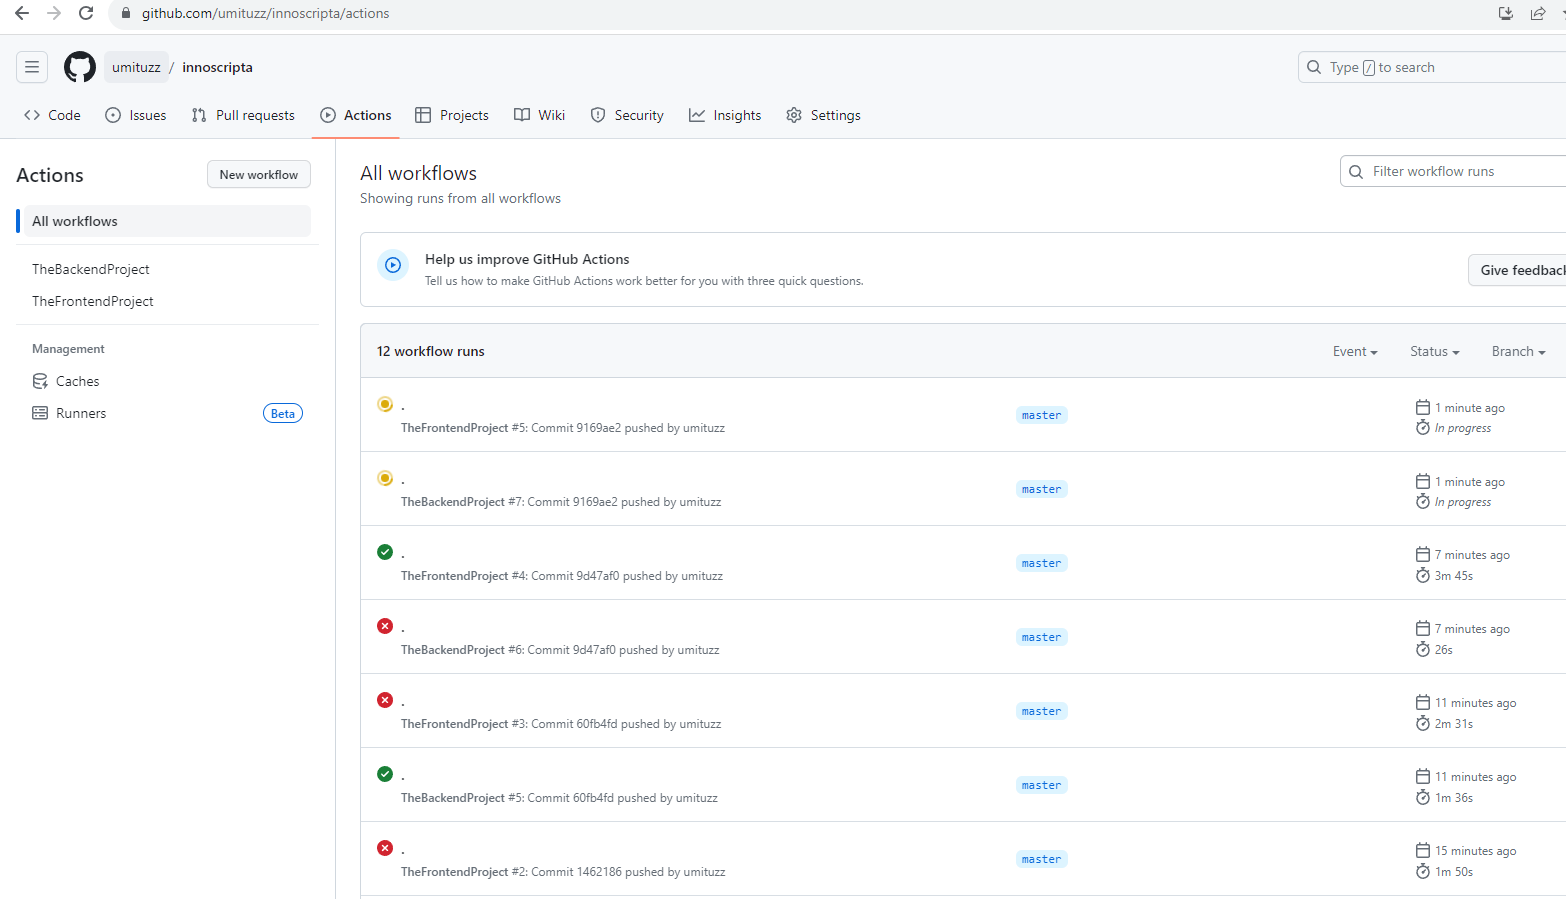 github.com/umituzz/innoscripta/actions
umituzz / innoscripta
Type / to search
Code Issues Pull requests Actions Projects Wiki Security Insights Settings
Actions
New workflow
All workflows
TheBackendProject
TheFrontendProject
Management
Caches
Runners
Beta
All workflows
Showing runs from all workflows
Filter workflow runs
Help us improve GitHub Actions
Tell us how to make GitHub Actions work better for you with three quick questions.
Give feedback
12 workflow runs
Event Status Branch
.
TheFrontendProject #5: Commit 9169ae2 pushed by umituzz
master
1 minute ago
In progress
.
TheBackendProject #7: Commit 9169ae2 pushed by umituzz
master
1 minute ago
In progress
.
TheFrontendProject #4: Commit 9d47af0 pushed by umituzz
master
7 minutes ago
3m 45s
.
TheBackendProject #6: Commit 9d47af0 pushed by umituzz
master
7 minutes ago
26s
.
TheFrontendProject #3: Commit 60fb4fd pushed by umituzz
master
11 minutes ago
2m 31s
.
TheBackendProject #5: Commit 60fb4fd pushed by umituzz
master
11 minutes ago
1m 36s
.
TheFrontendProject #2: Commit 1462186 pushed by umituzz
master
15 minutes ago
1m 50s